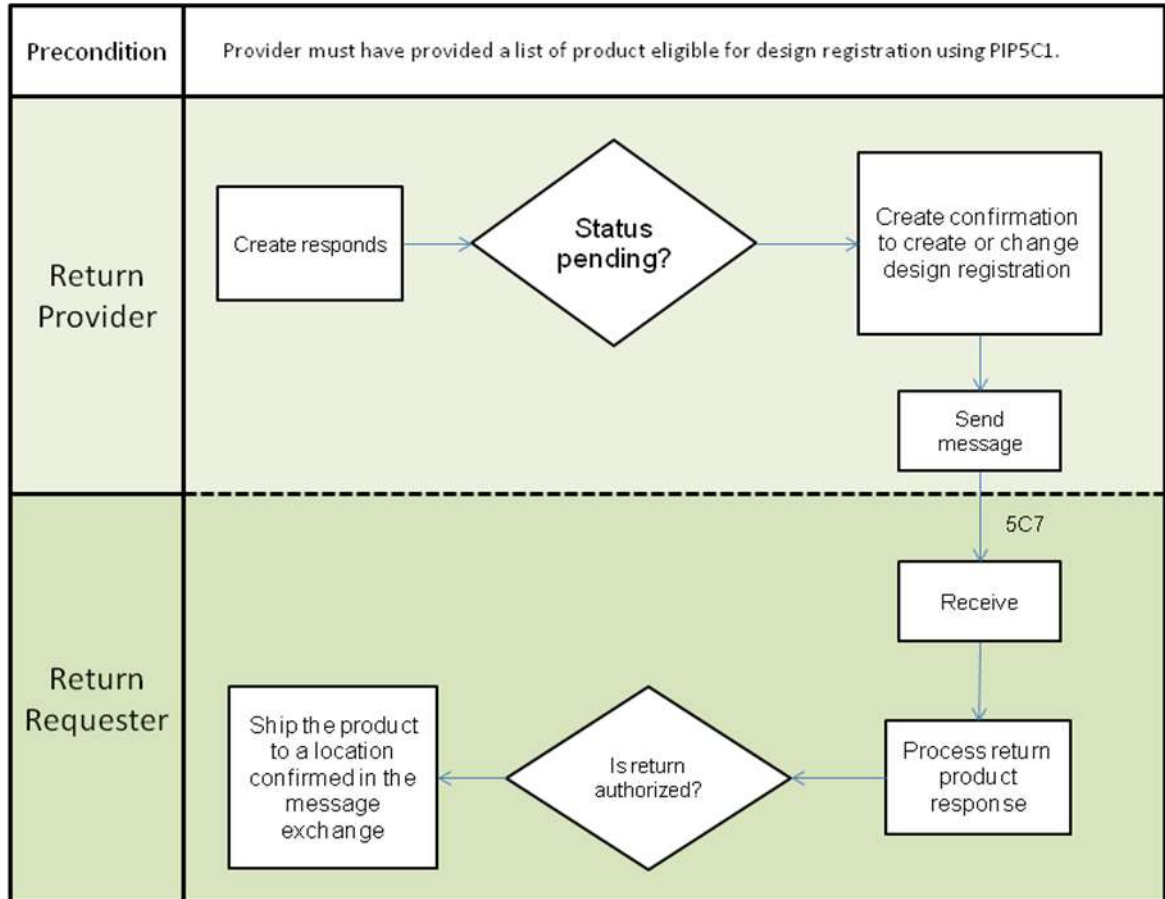 Precondition
Provider must have provided a list of product eligible for design registration using PIP5C1.
Return
Provider
Create responds
Status
pending?
Create confirmation
to create or change
design registration
Send
message
5C7
Return
Requester
Receive
Process return
product
response
Is return
authorized?
Ship the product
to a location
confirmed in the
message
exchange